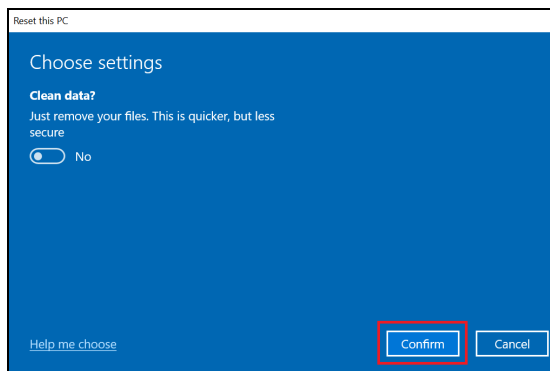 Reset this PC
Choose settings
Clean data?
Just remove your files. This is quicker, but less
secure
No
Help me choose
Confirm
Cancel